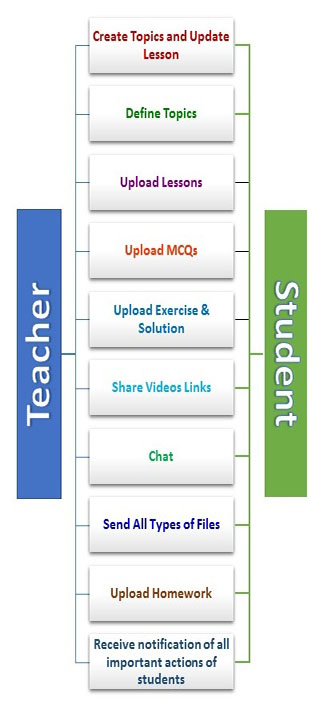 Create Topics and Update
Lesson
Define Topics
Upload Lessons
Upload MCQs
Upload Exercise &
Solution
Share Videos Links
Chat
Send All Types of Files
Upload Homework
Receive notification of all
important actions of
students
Teacher
Student